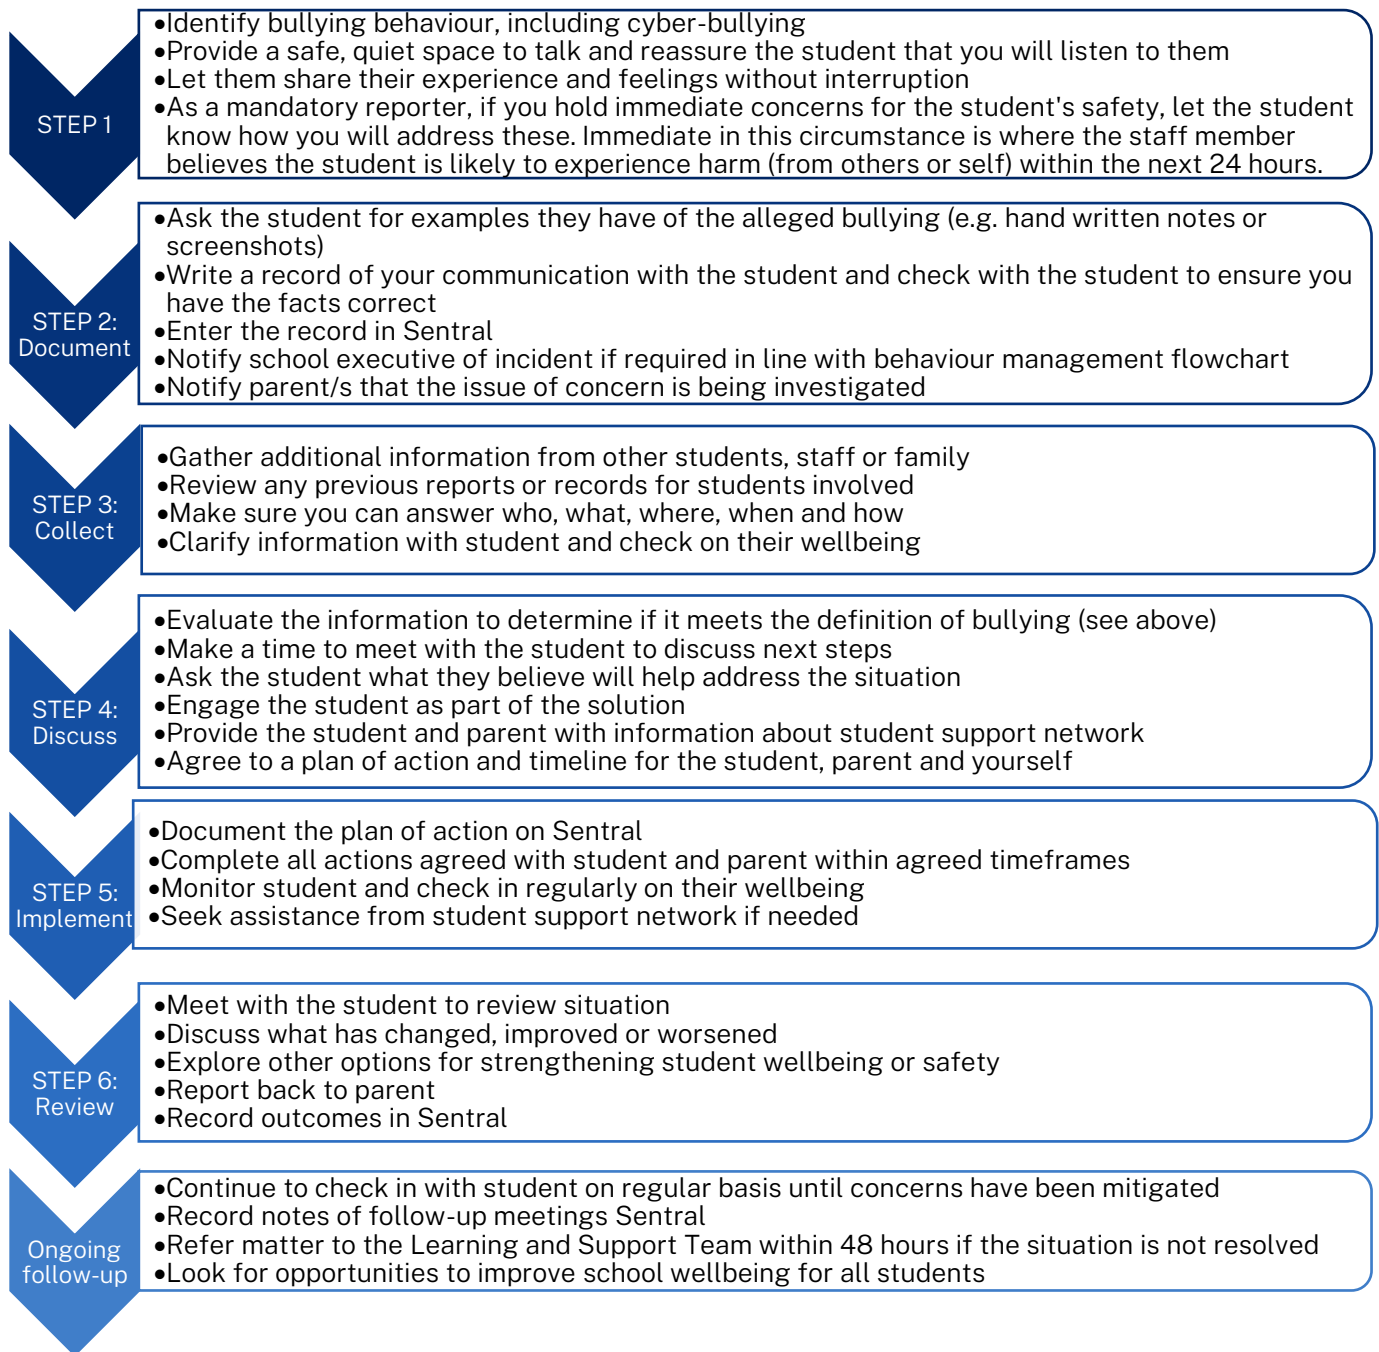 STEP 1
•Identify bullying behaviour, including cyber-bullying
•Provide a safe, quiet space to talk and reassure the student that you will listen to them
•Let them share their experience and feelings without interruption
•As a mandatory reporter, if you hold immediate concerns for the student's safety, let the student
know how you will address these. Immediate in this circumstance is where the staff member
believes the student is likely to experience harm (from others or self) within the next 24 hours.
STEP 2:
Document
•Ask the student for examples they have of the alleged bullying (e.g. hand written notes or
screenshots)
•Write a record of your communication with the student and check with the student to ensure you
have the facts correct
•Enter the record in Sentral
•Notify school executive of incident if required in line with behaviour management flowchart
•Notify parent/s that the issue of concern is being investigated
STEP 3:
Collect
•Gather additional information from other students, staff or family
•Review any previous reports or records for students involved
•Make sure you can answer who, what, where, when and how
•Clarify information with student and check on their wellbeing
STEP 4:
Discuss
•Evaluate the information to determine if it meets the definition of bullying (see above)
•Make a time to meet with the student to discuss next steps
•Ask the student what they believe will help address the situation
•Engage the student as part of the solution
•Provide the student and parent with information about student support network
•Agree to a plan of action and timeline for the student, parent and yourself
STEP 5:
Implement
•Document the plan of action on Sentral
•Complete all actions agreed with student and parent within agreed timeframes
•Monitor student and check in regularly on their wellbeing
•Seek assistance from student support network if needed
STEP 6:
Review
•Meet with the student to review situation
•Discuss what has changed, improved or worsened
•Explore other options for strengthening student wellbeing or safety
•Report back to parent
•Record outcomes in Sentral
Ongoing
follow-up
•Continue to check in with student on regular basis until concerns have been mitigated
•Record notes of follow-up meetings Sentral
•Refer matter to the Learning and Support Team within 48 hours if the situation is not resolved
•Look for opportunities to improve school wellbeing for all students